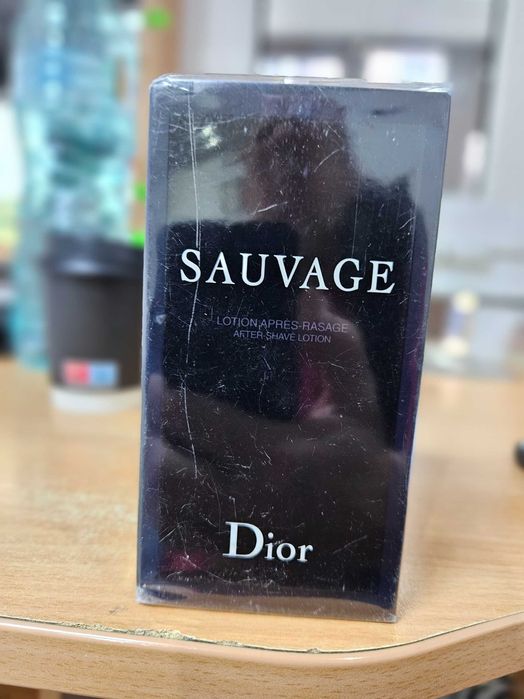 SAUVAGE
LOTION APRÈS-RASAGE
AFTER-SHAVE LOTION
Dior